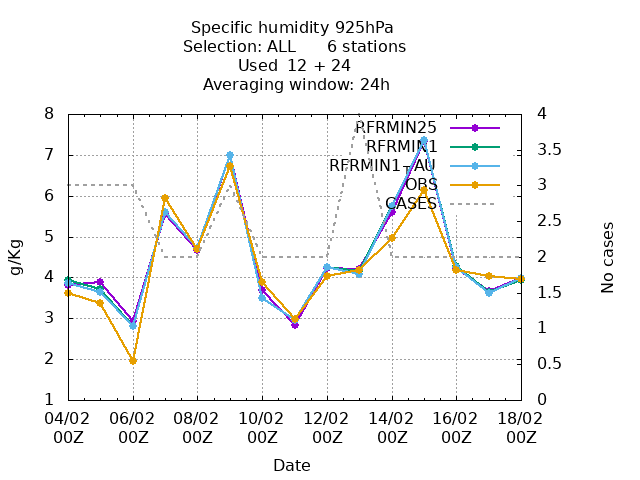 Specific humidity 925hPa
Selection: ALL 6 stations
Used 12 + 24
Averaging window: 24h
g/Kg
No cases
8
7
6
5
4
3
2
1
4
3.5
3
2.5
2
1.5
1
0.5
0
RFRMIN25
RFRMIN1
RFRMIN1-AU
OBS
CASES
04/02 06/02 08/02 10/02 12/02 14/02 16/02 18/02
00Z 00Z 00Z 00Z 00Z 00Z 00Z 00Z
Date